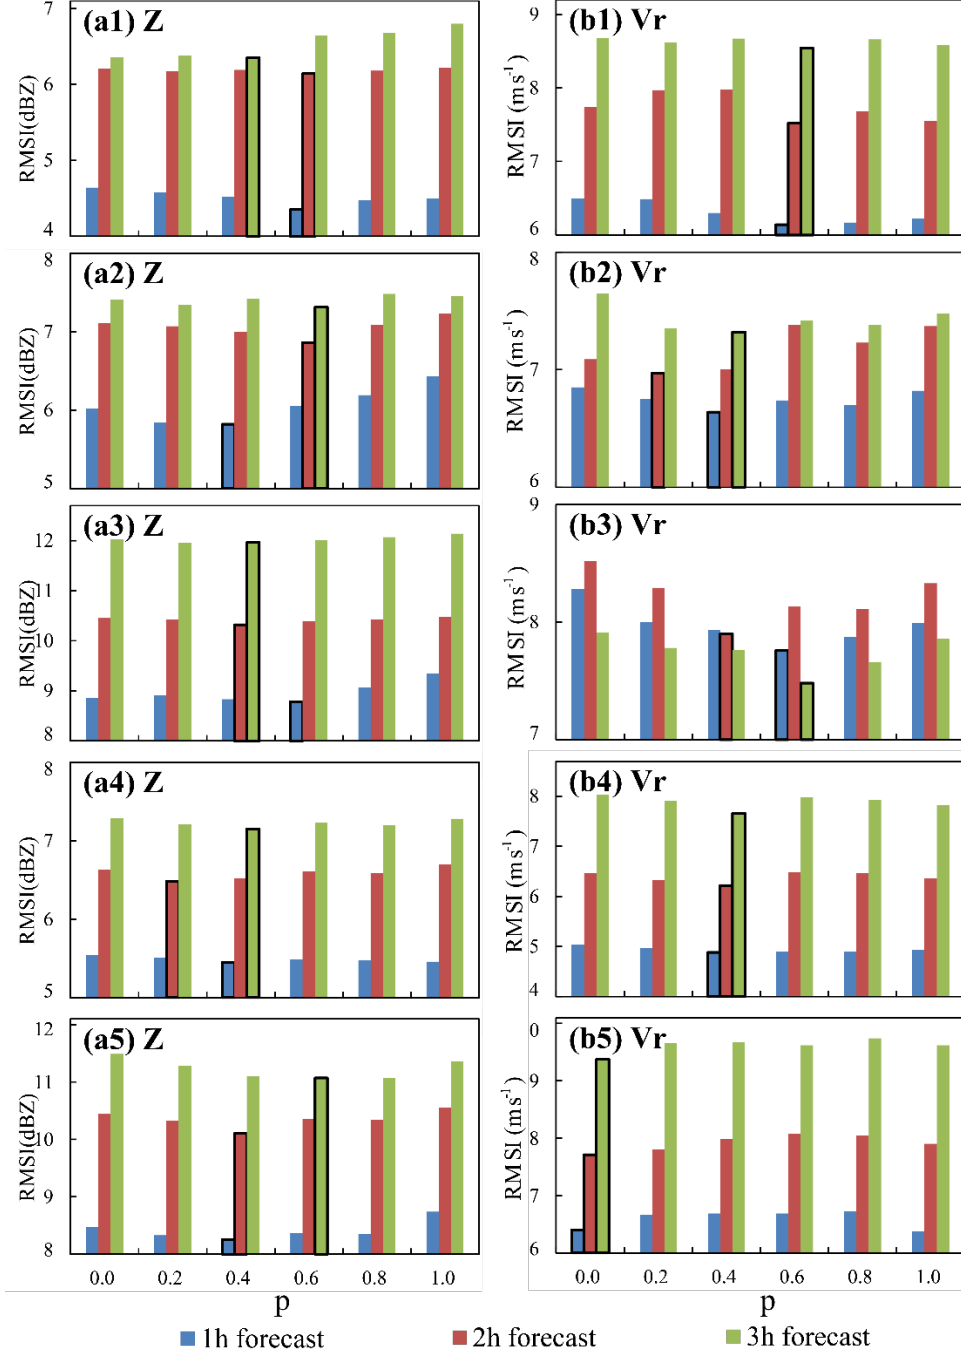 (a1) Z
RMSI(dBZ)
7
6
5
4
(b1) Vr
RMSI (ms⁻¹)
9
8
7
6
(a2) Z
RMSI(dBZ)
8
7
6
5
(b2) Vr
RMSI (ms⁻¹)
8
7
6
(a3) Z
RMSI(dBZ)
12
11
10
9
8
(b3) Vr
RMSI (ms⁻¹)
9
8
7
(a4) Z
RMSI(dBZ)
8
7
6
5
(b4) Vr
RMSI (ms⁻¹)
8
7
6
5
4
(a5) Z
RMSI(dBZ)
12
11
10
9
8
(b5) Vr
RMSI (ms⁻¹)
0
9
8
7
6
0.0 0.2 0.4 0.6 0.8 1.0
0.0 0.2 0.4 0.6 0.8 1.0
p
p
1h forecast 2h forecast 3h forecast